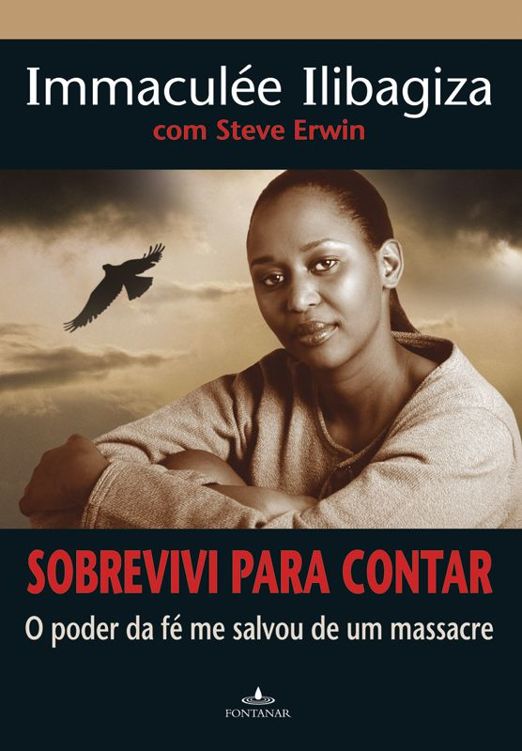 Immaculée Ilibagiza
com Steve Erwin
SOBREVIVI PARA CONTAR
O poder da fé me salvou de um massacre
FONTANAR